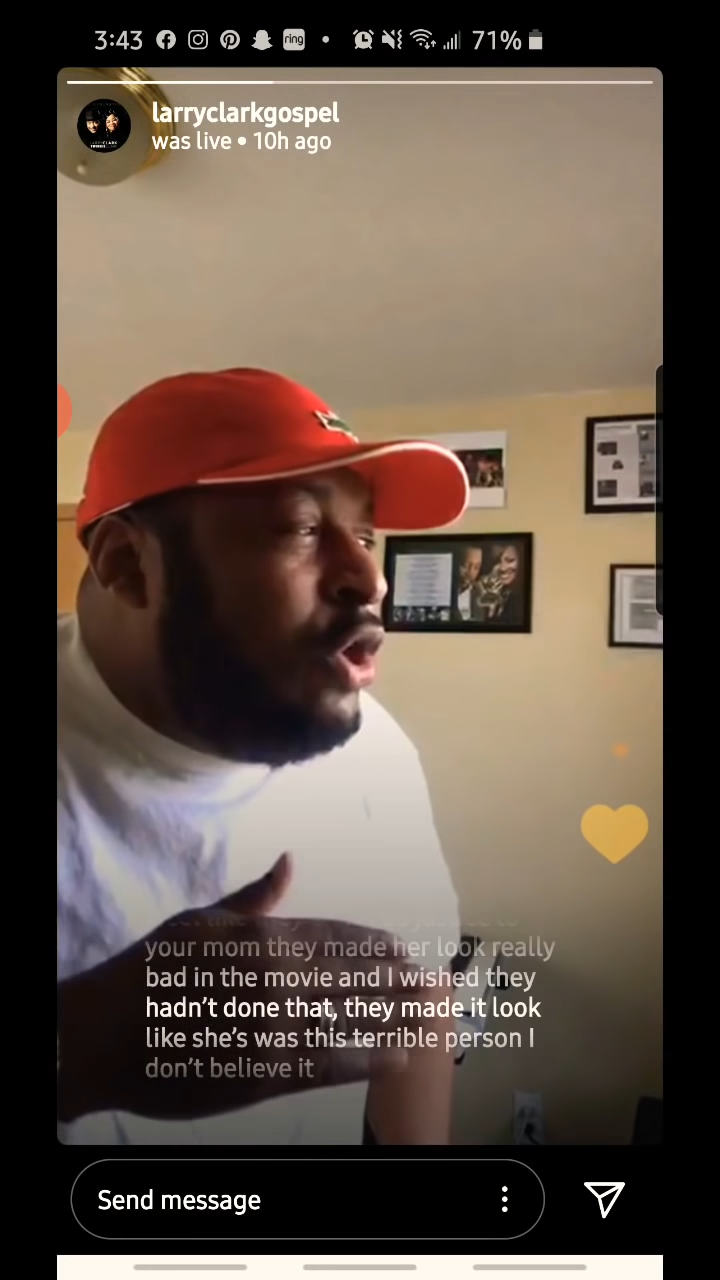 3:43 ring • 71%
larryclarkgospel
was live • 10h ago
your mom they made her look really
bad in the movie and I wished they
hadn't done that, they made it look
like she's was this terrible person I
don't believe it
Send message